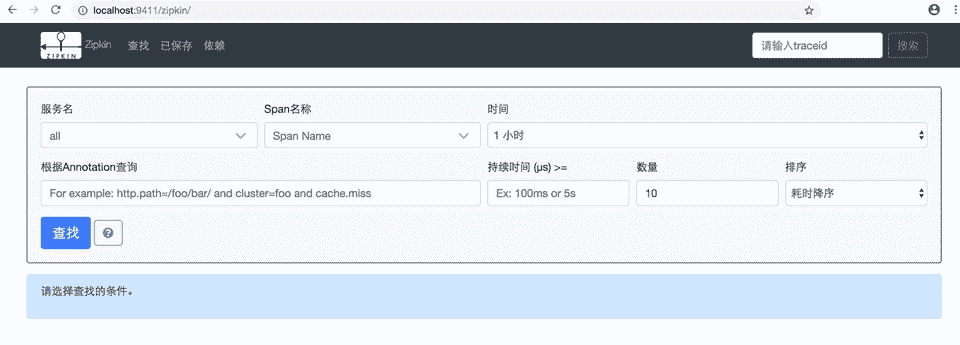 localhost:9411/zipkin/
ZIPKIN
Zipkin 查找 已保存 依赖 请输入traceid 搜索
服务名 Span名称 时间
all Span Name 1 小时
根据Annotation查询 持续时间 (μs) >= 数量 排序
For example: http.path=/foo/bar/ and cluster=foo and cache.miss Ex: 100ms or 5s 10 耗时降序
查找
请选择查找的条件。